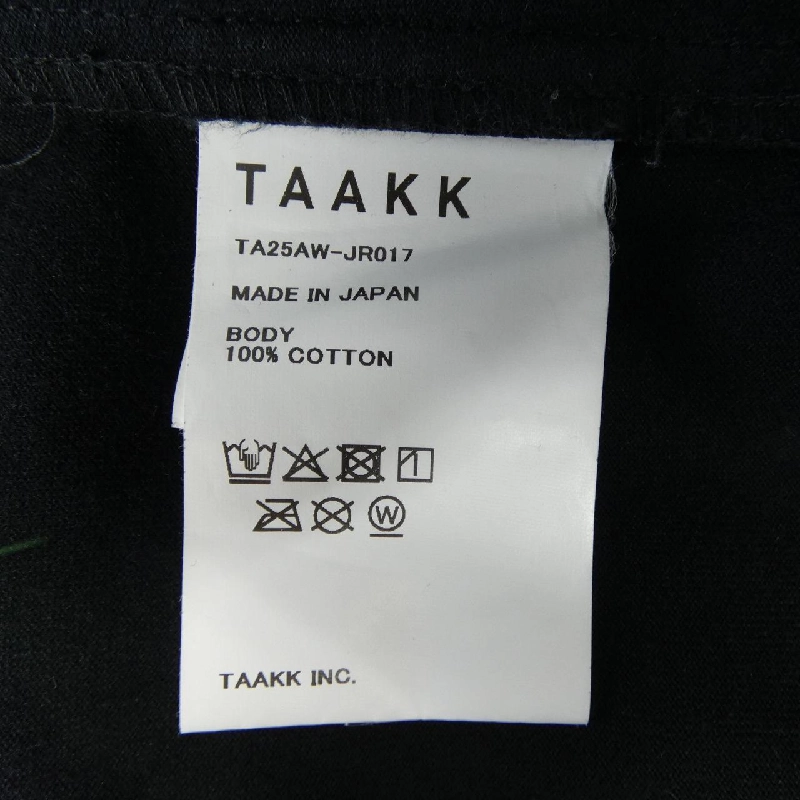 TAAKK
TA25AW-JR017
MADE IN JAPAN
BODY
100% COTTON
W
TAAKK INC.